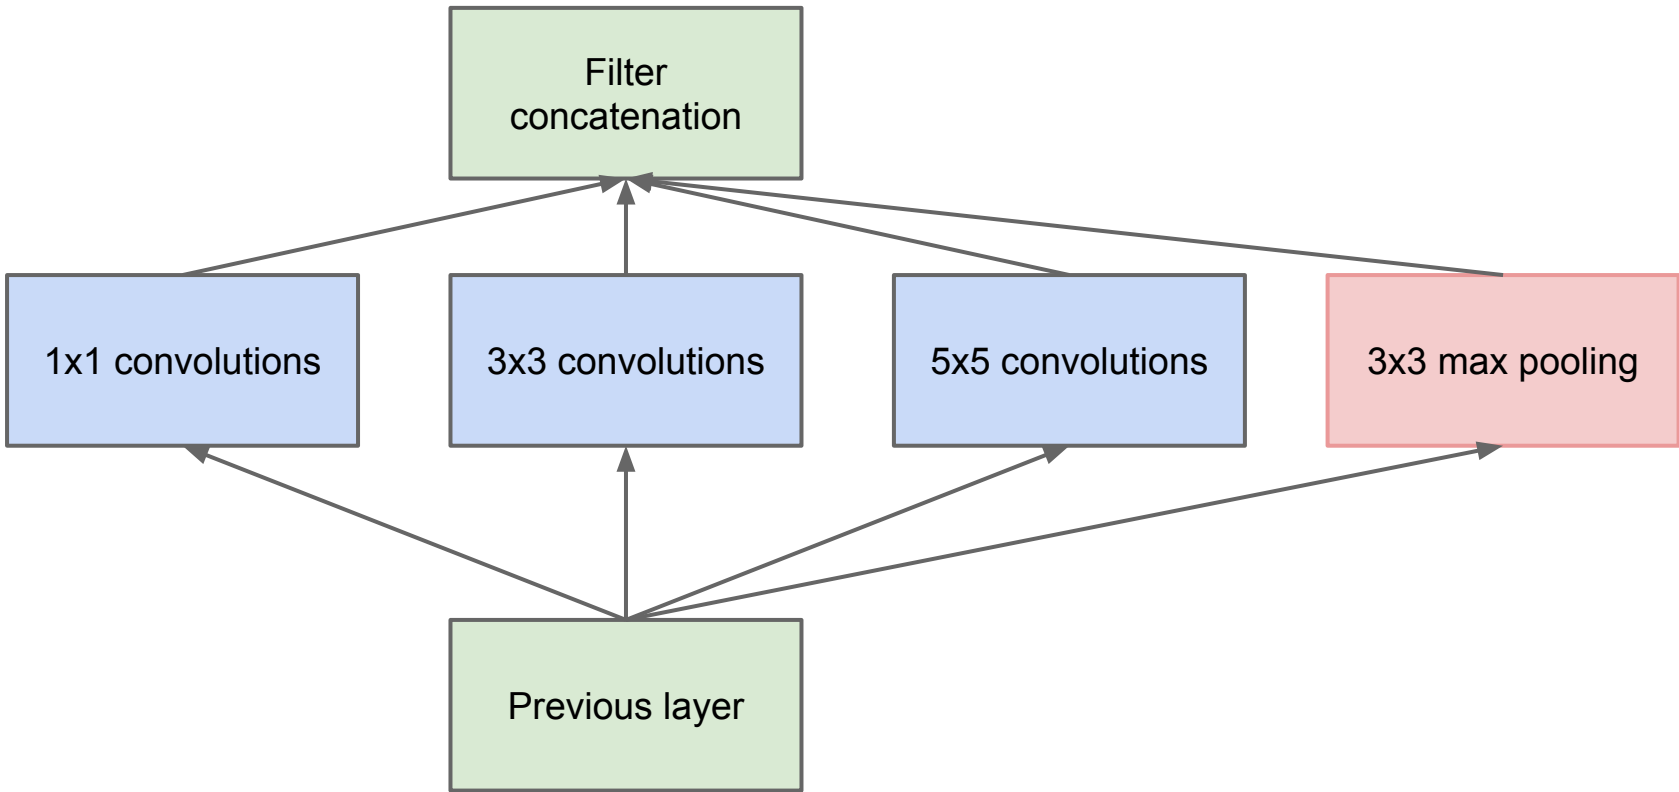 Filter
concatenation
1x1 convolutions
3x3 convolutions
5x5 convolutions
3x3 max pooling
Previous layer